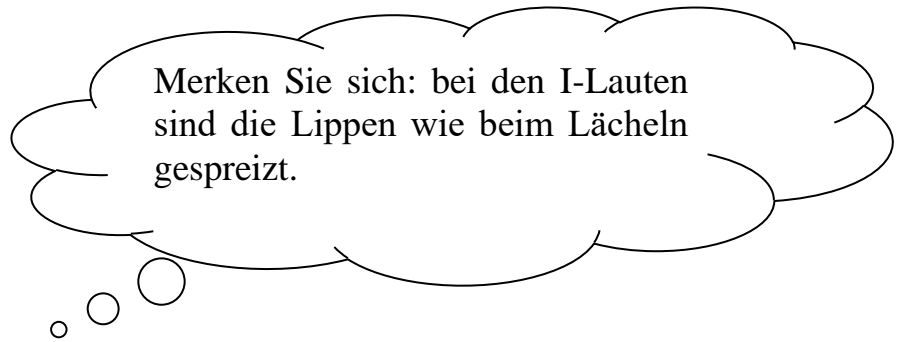 Merken Sie sich: bei den I-Lauten
sind die Lippen wie beim Lächeln
gespreizt.